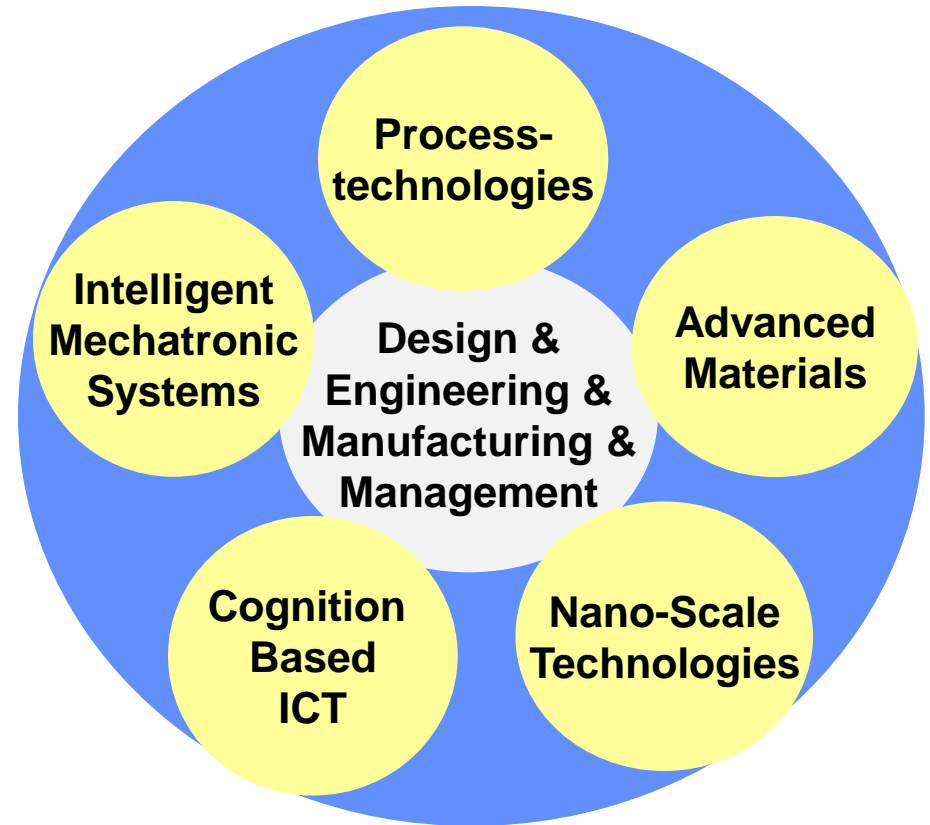 Process-
technologies
Intelligent
Mechatronic
Systems
Design &
Engineering &
Manufacturing &
Management
Advanced
Materials
Cognition
Based
ICT
Nano-Scale
Technologies